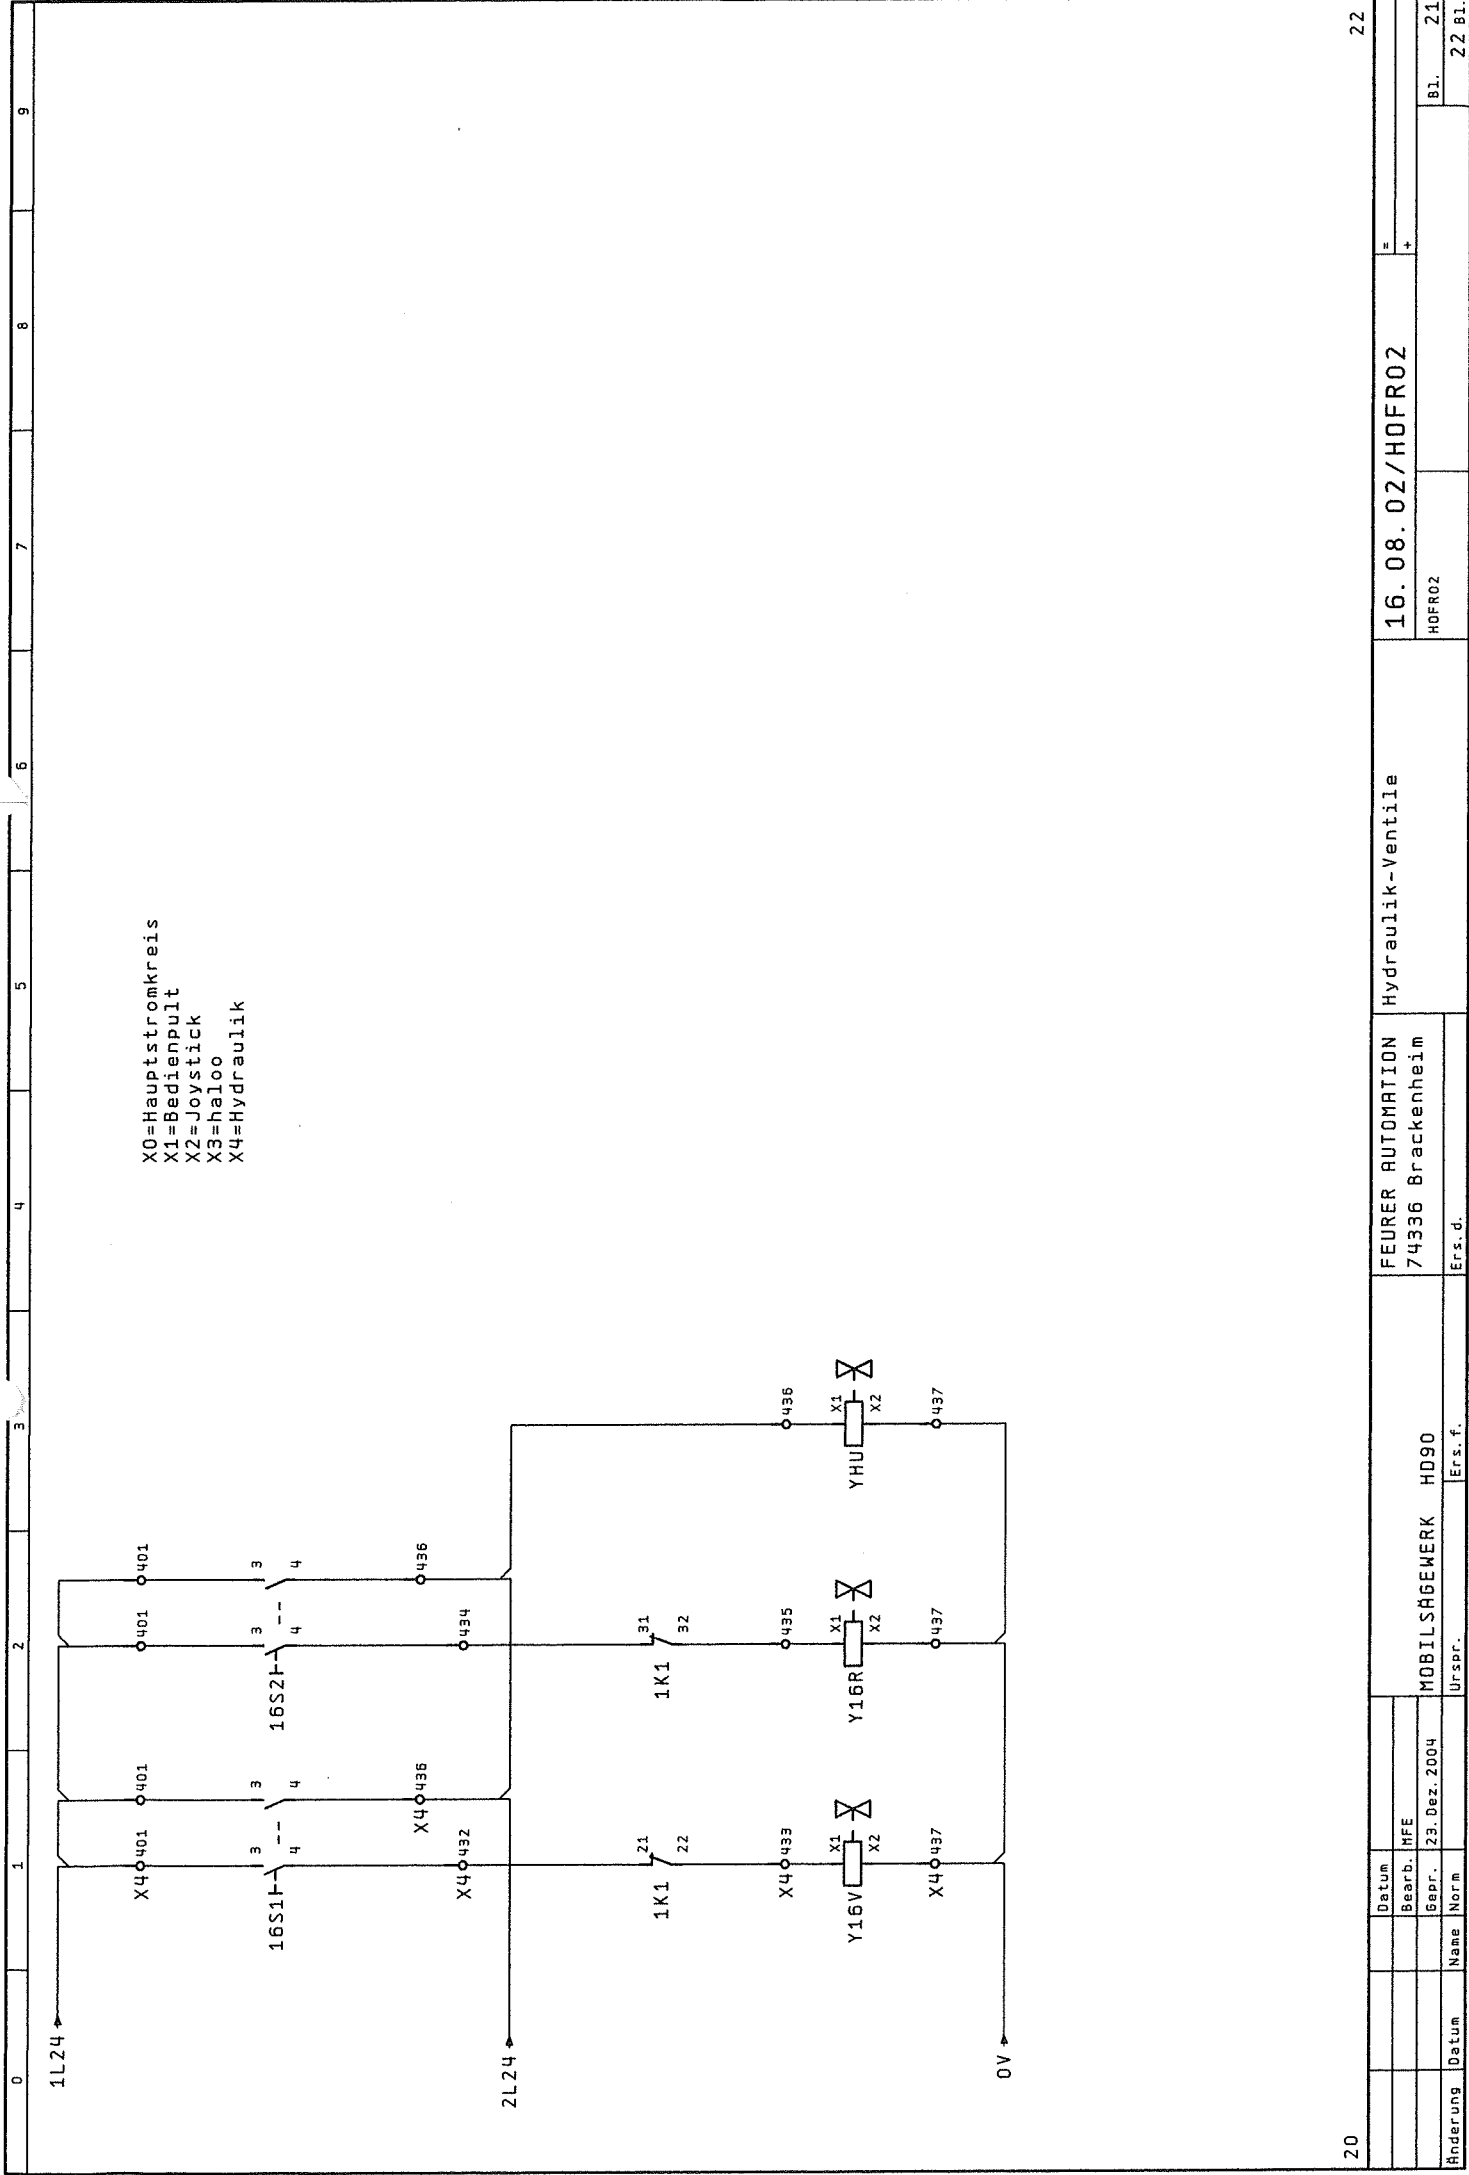 0 1 2 3 4 5 6 7 8 9
1L24
X4 401 401 401 401
3 3 3 3
16S1 16S2
4 4 4 4
X4 436 436
X4 432 434
2L24
X0=Hauptstromkreis
X1=Bedienpult
X2=Joystick
X3=haloo
X4=Hydraulik
21 31
1K1 1K1
22 32
X4 433 435 436
X1 X1 X1
Y16V Y16R YHU
X2 X2 X2
X4 437 437 437
0V
20 22
Datum
Bearb. MFE
Gepr. 23.Dez.2004
Änderung Datum Name Norm
MOBILSÄGEWERK HD90
Urspr. Ers.f. Ers.d.
FEURER AUTOMATION
74336 Brackenheim
Hydraulik-Ventile
16.08.02/HOFR02
HOFR02
=
+
Bl. 21
22 Bl.